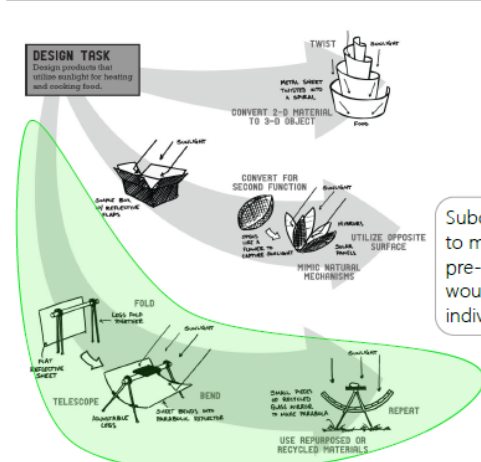 DESIGN TASK
Design products that
utilize sunlight for heating
and cooking food.
TWIST
SUNLIGHT
METAL SHEET
TWISTED INTO
A SPIRAL
CONVERT 2-D MATERIAL
TO 3-D OBJECT
FOOD
SUNLIGHT
SIMPLE BOX
W/ REFLECTIVE
FLAPS
CONVERT FOR
SECOND FUNCTION
SUNLIGHT
OPENS
LIKE A
FLOWER TO
CAPTURE SUNLIGHT
MIRRORS
SOLAR
PANELS
UTILIZE OPPOSITE
SURFACE
MIMIC NATURAL
MECHANISMS
to m
pre-
wou
indiv
FOLD
LEGS FOLD
TOGETHER
FLAT
REFLECTIVE
SHEET
SUNLIGHT
TELESCOPE
ADJUSTABLE
LEGS
BEND
SHEET BENDS INTO
PARABOLIC REFLECTOR
SUNLIGHT
SMALL PIECES
OF RECYCLED
GLASS MIRROR
TO MAKE PARABOLA
REPEAT
USE REPURPOSED OR
RECYCLED MATERIALS